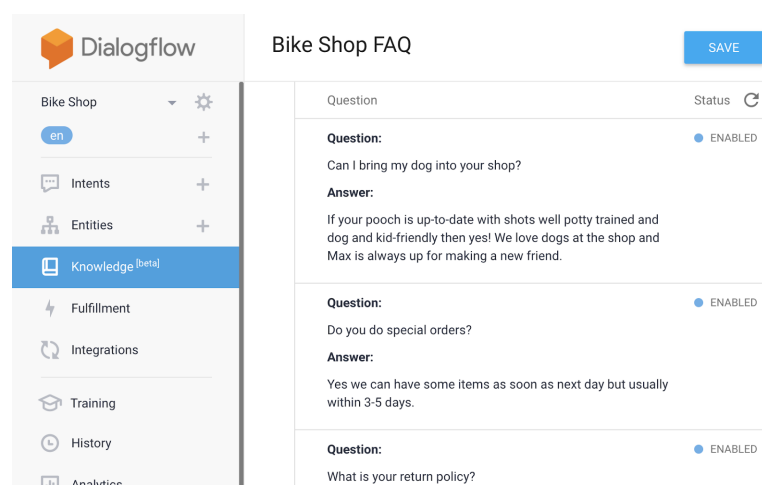 Dialogflow
Bike Shop FAQ
SAVE
Bike Shop
en
Intents
Entities
Knowledge [beta]
Fulfillment
Integrations
Training
History
Analytics
Question
Status
Question:
ENABLED
Can I bring my dog into your shop?
Answer:
If your pooch is up-to-date with shots well potty trained and
dog and kid-friendly then yes! We love dogs at the shop and
Max is always up for making a new friend.
Question:
ENABLED
Do you do special orders?
Answer:
Yes we can have some items as soon as next day but usually
within 3-5 days.
Question:
ENABLED
What is your return policy?